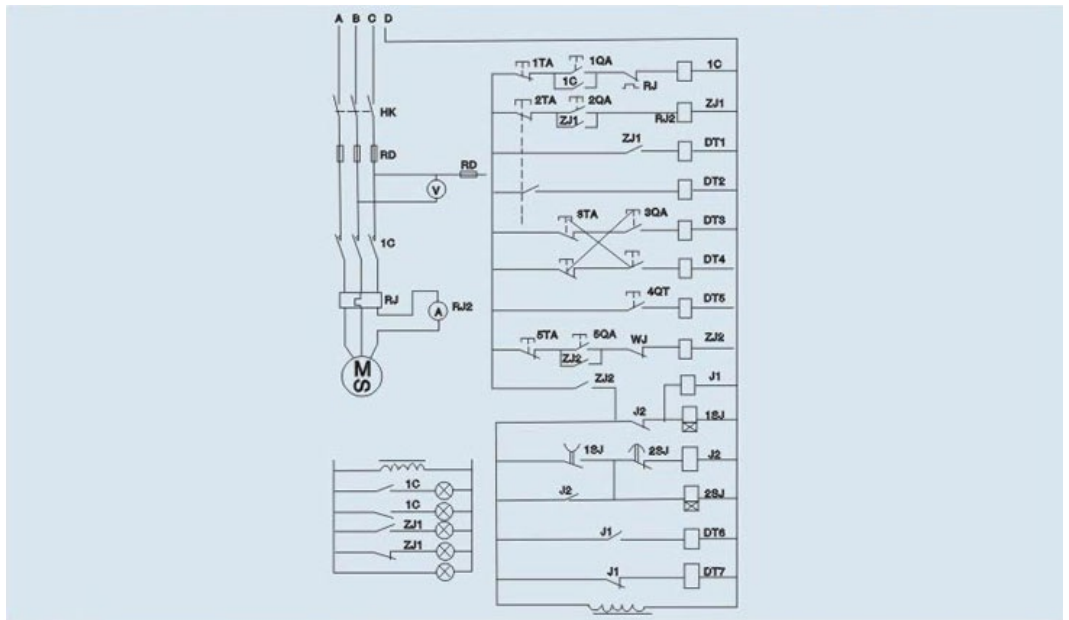 A B C D
HK
RD
RD
V
1C
RJ
A
RJ2
M
S
1TA 1QA 1C
1C
RJ
2TA 2QA ZJ1
ZJ1
RJ2
ZJ1 DT1
DT2
3TA 3QA DT3
DT4
4QT DT5
5TA 5QA WJ ZJ2
ZJ2
ZJ2 J1
J2 1SJ
1SJ 2SJ J2
J2 2SJ
J1 DT6
J1 DT7
1C
1C
ZJ1
ZJ1